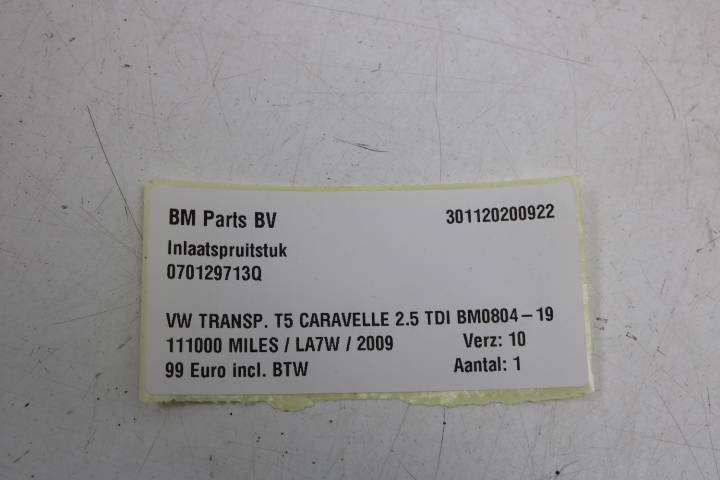 BM Parts BV 301120200922
Inlaatspruitstuk
070129713Q
VW TRANSP. T5 CARAVELLE 2.5 TDI BM0804-19
111000 MILES / LA7W / 2009 Verz: 10
99 Euro incl. BTW Aantal: 1